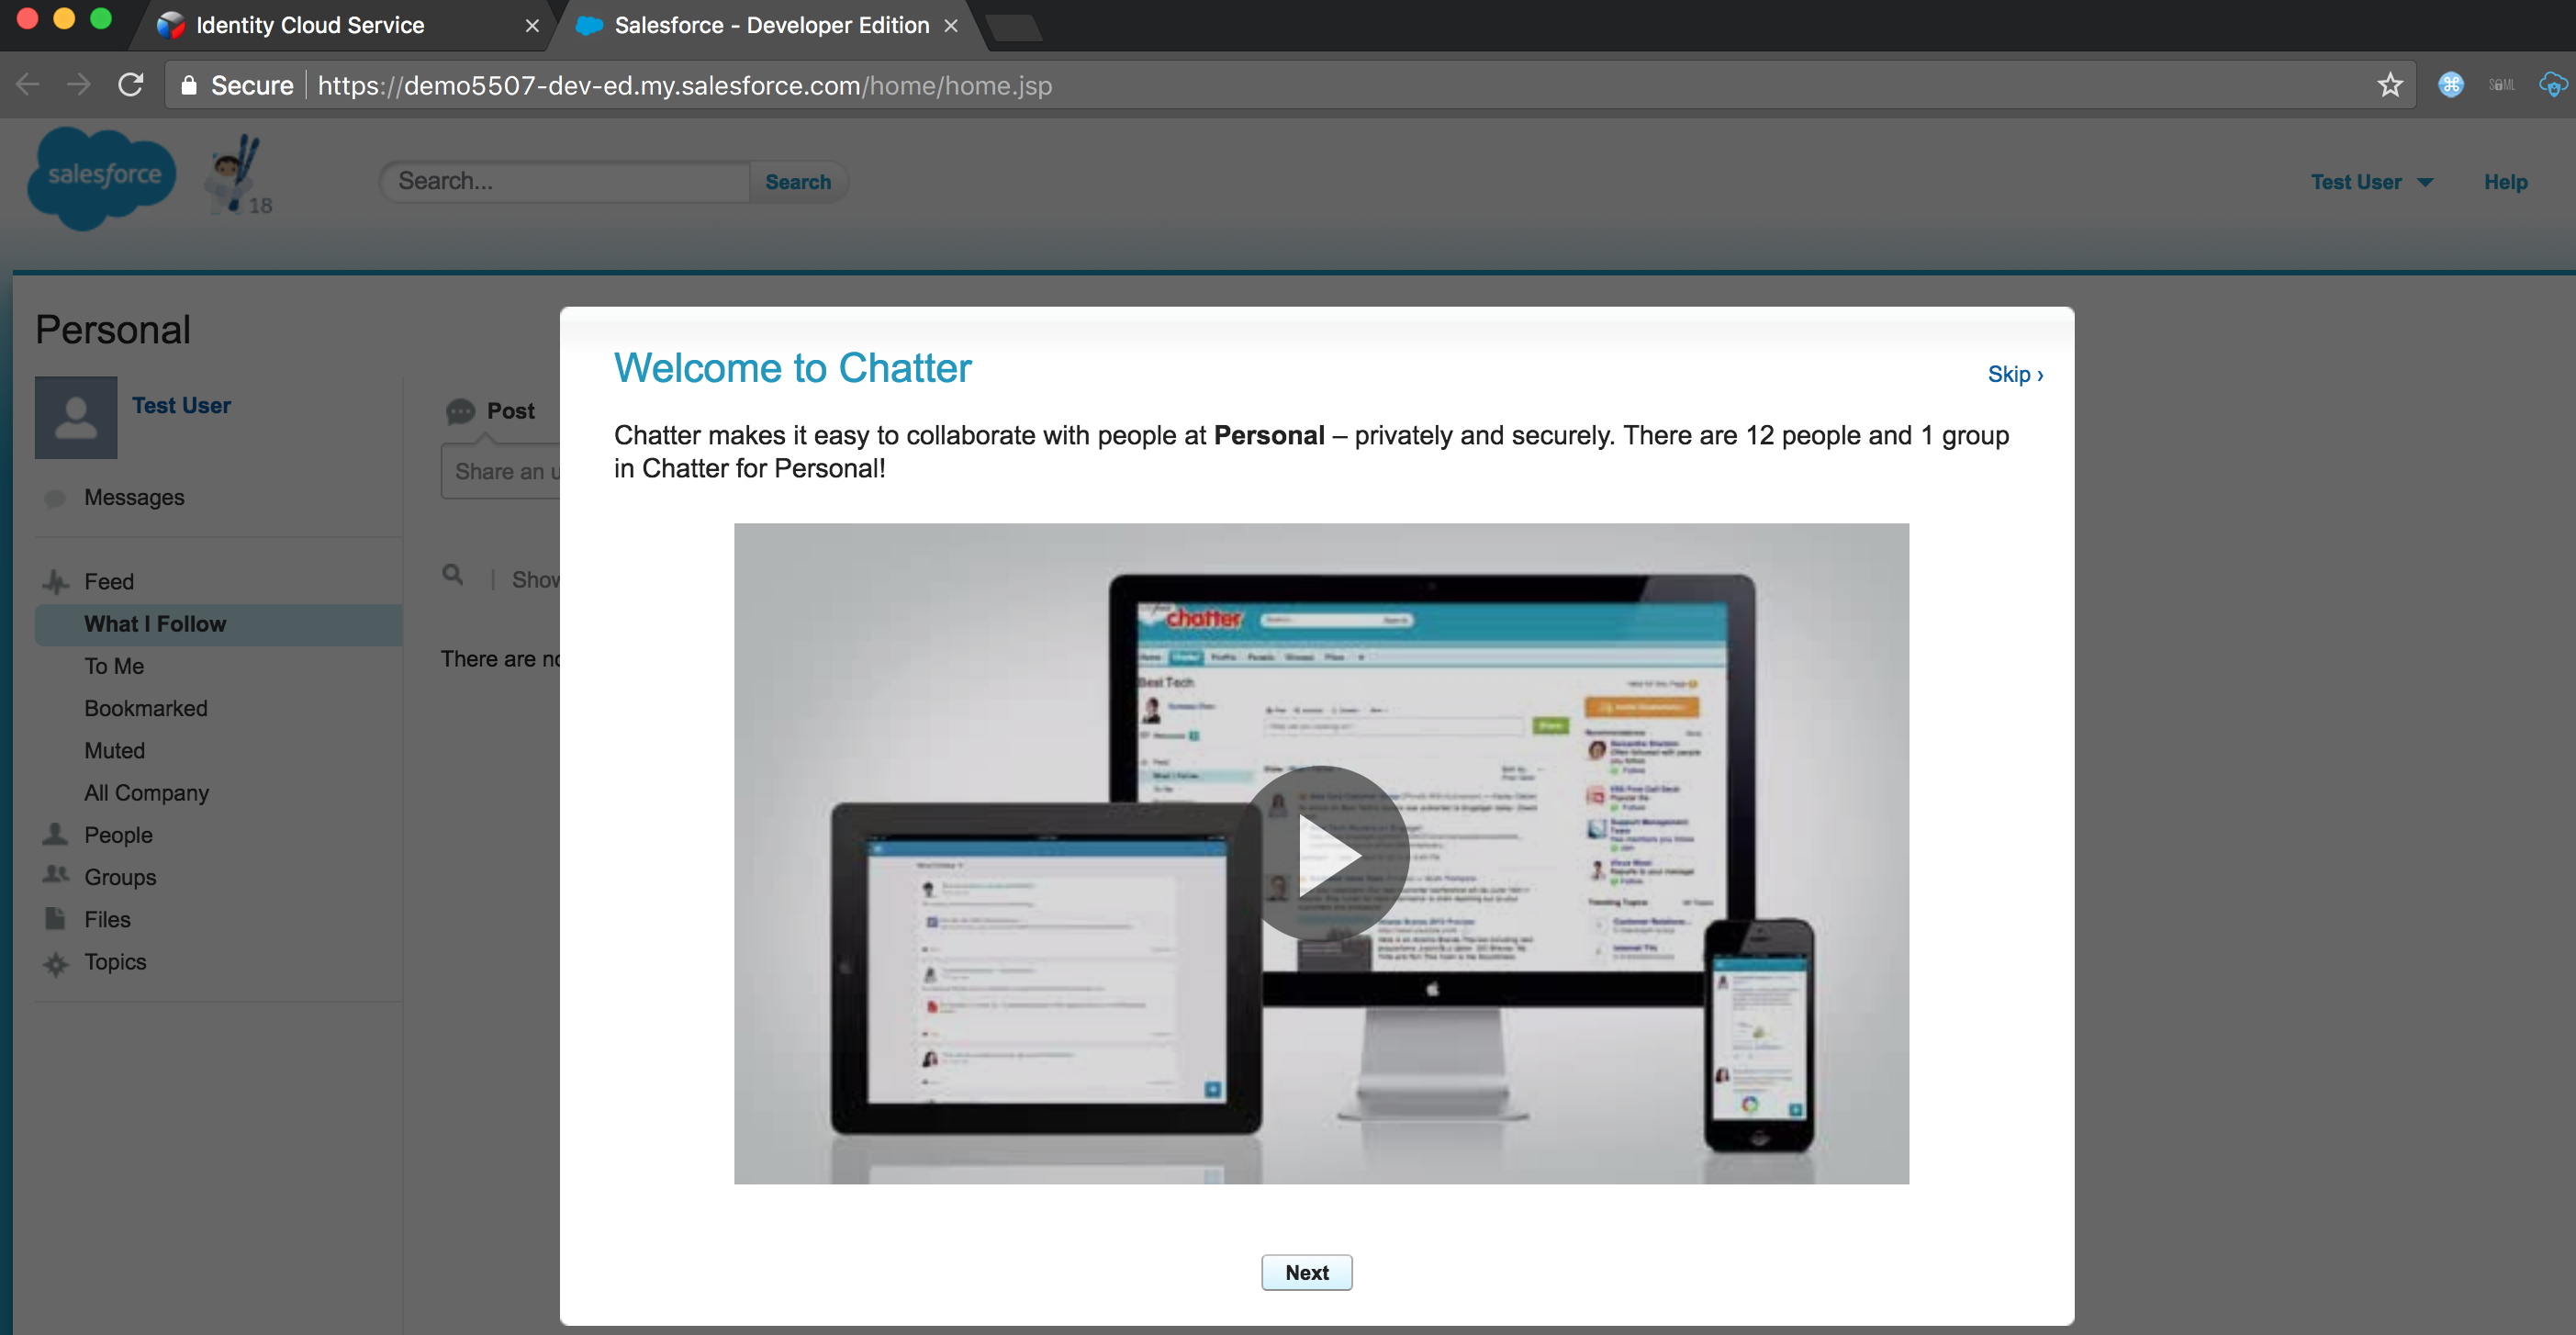 Identity Cloud Service
Salesforce - Developer Edition
Secure
https://demo5507-dev-ed.my.salesforce.com/home/home.jsp
salesforce
18
Search...
Search
Test User
Help
Personal
Test User
Messages
Feed
What I Follow
To Me
Bookmarked
Muted
All Company
People
Groups
Files
Topics
Post
Share an u
Show
There are no
Welcome to Chatter
Skip ›
Chatter makes it easy to collaborate with people at Personal – privately and securely. There are 12 people and 1 group
in Chatter for Personal!
chatter
Best Tech
Next